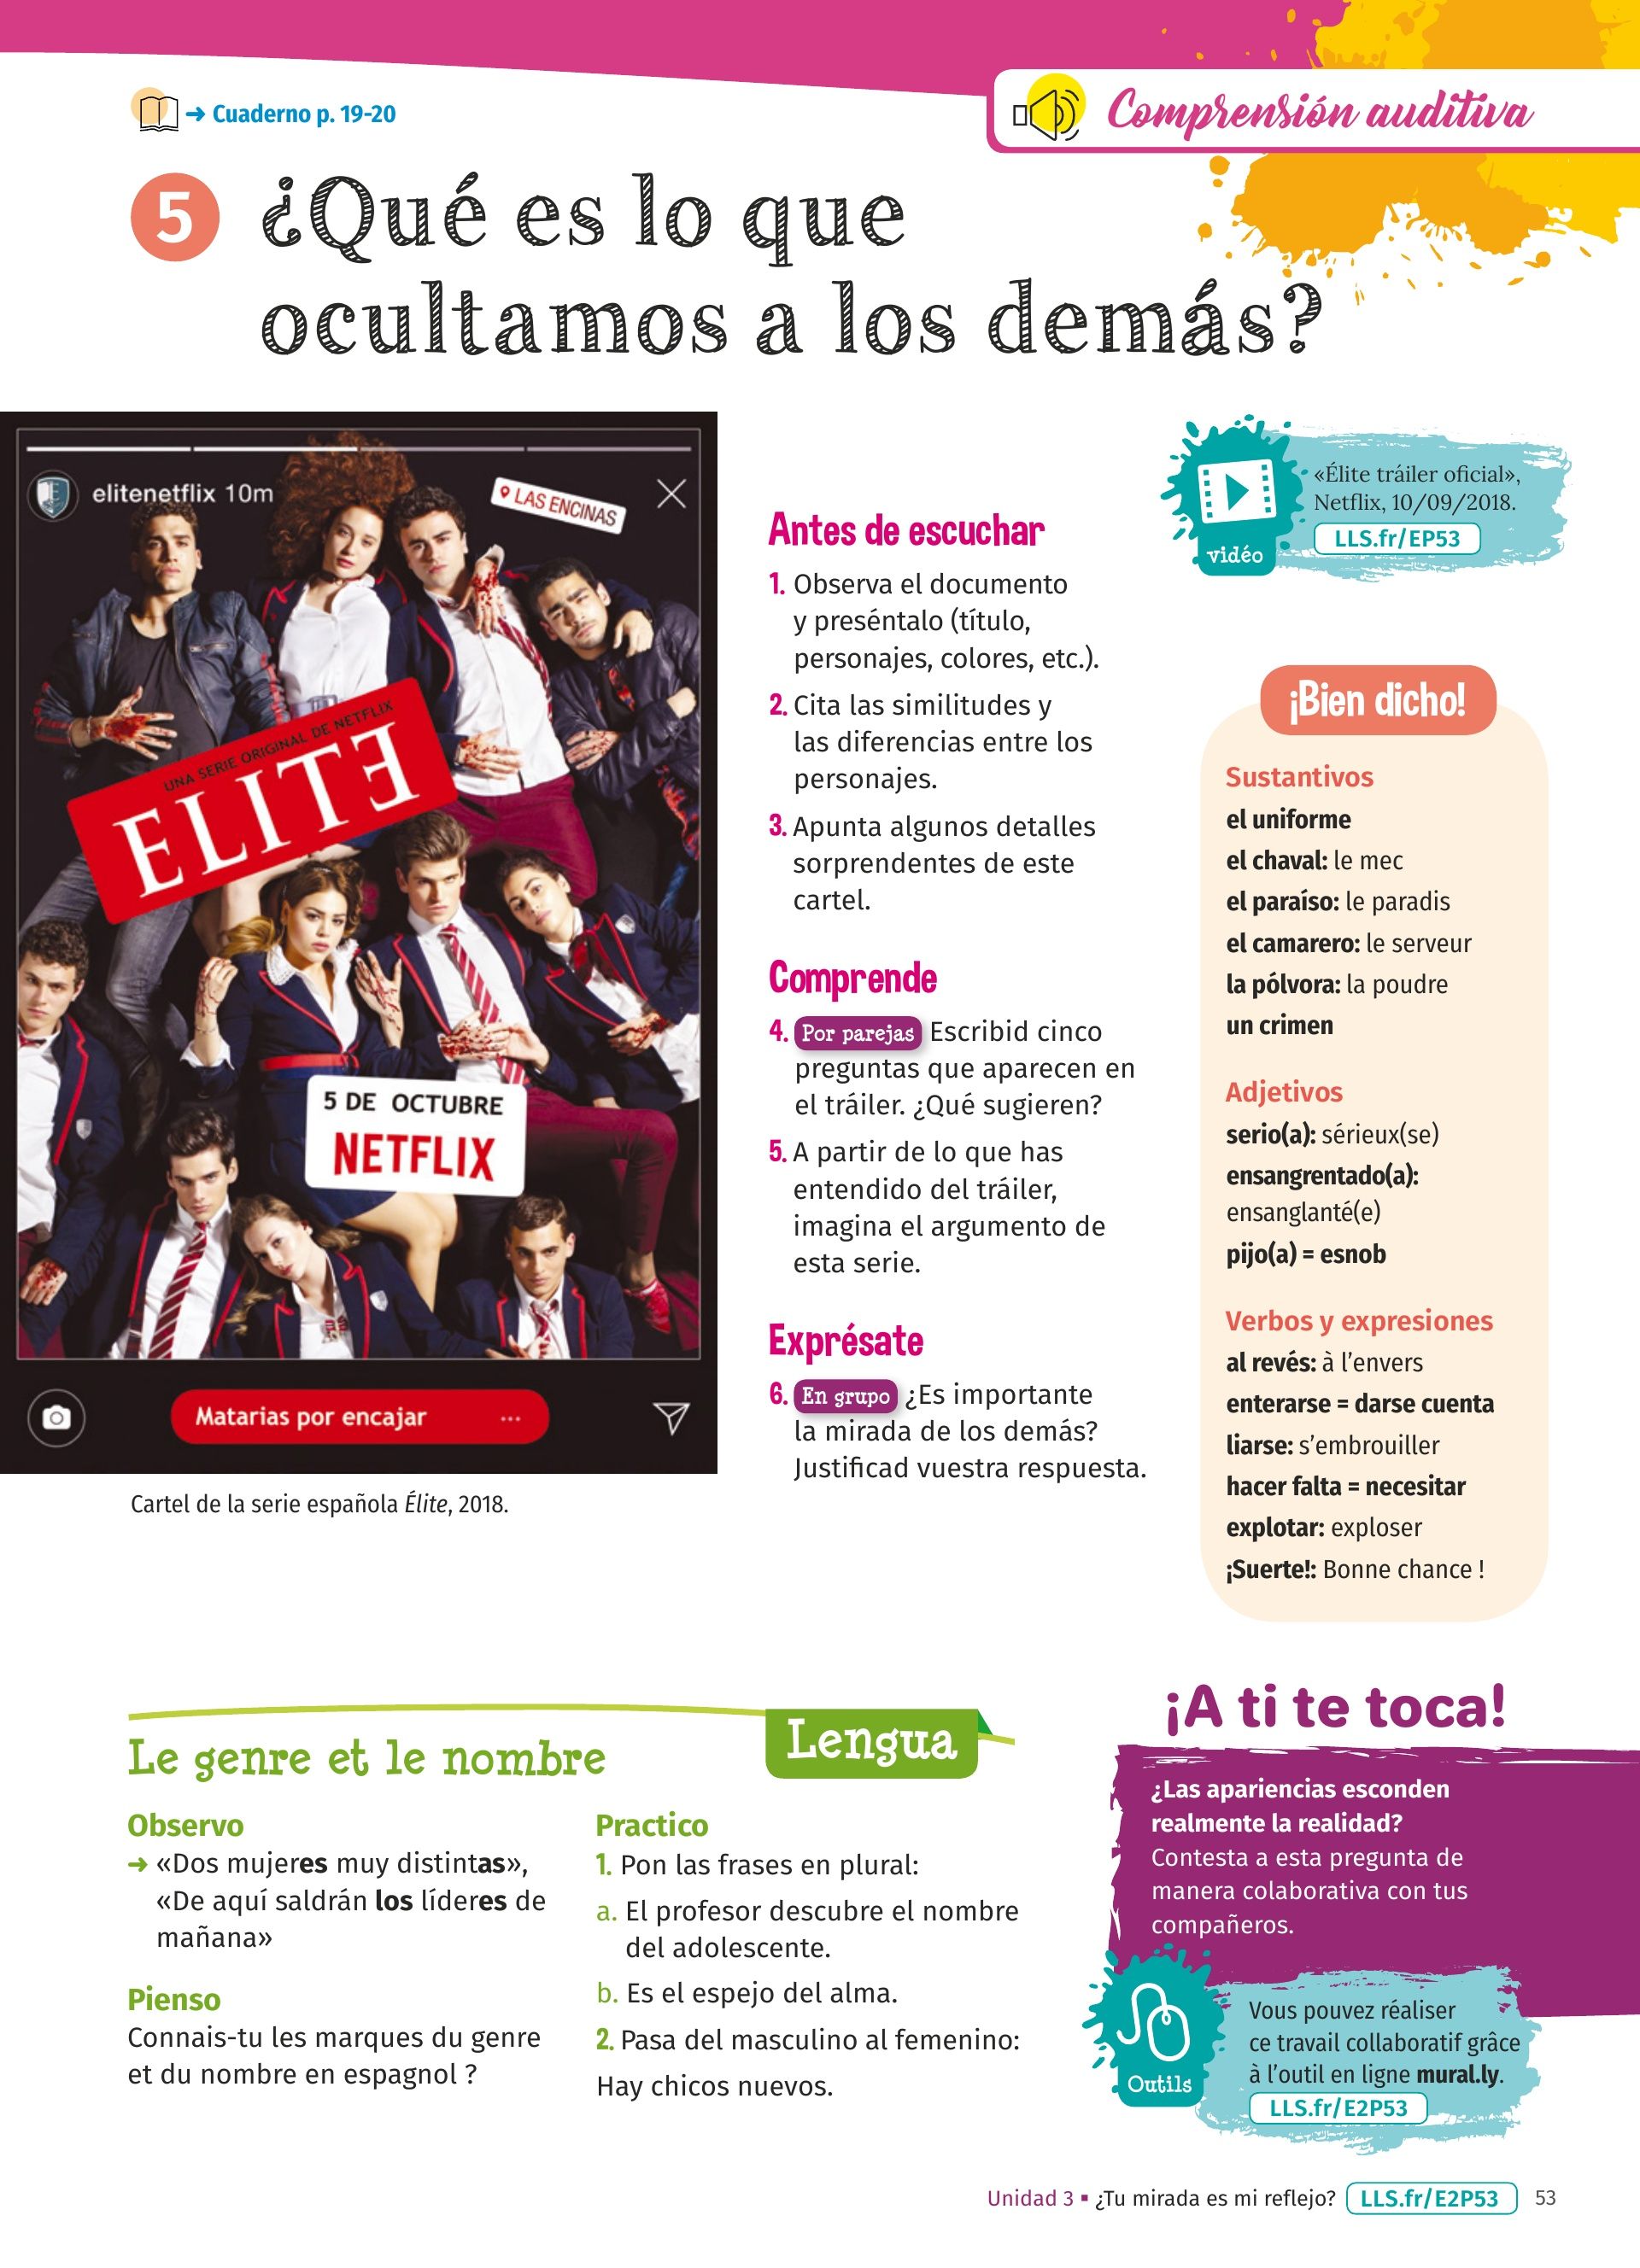 ➜ Cuaderno p. 19-20
Comprensión auditiva
5 ¿Qué es lo que
ocultamos a los demás?
elitenetflix 10m
LAS ENCINAS
UNA SERIE ORIGINAL DE NETFLIX
ELITE
5 DE OCTUBRE
NETFLIX
Matarias por encajar ...
Cartel de la serie española Élite, 2018.
Antes de escuchar
1. Observa el documento
y preséntalo (título,
personajes, colores, etc.).
2. Cita las similitudes y
las diferencias entre los
personajes.
3. Apunta algunos detalles
sorprendentes de este
cartel.
Comprende
4. Por parejas Escribid cinco
preguntas que aparecen en
el tráiler. ¿Qué sugieren?
5. A partir de lo que has
entendido del tráiler,
imagina el argumento de
esta serie.
Exprésate
6. En grupo ¿Es importante
la mirada de los demás?
Justificad vuestra respuesta.
vidéo
«Élite tráiler oficial»,
Netflix, 10/09/2018.
LLS.fr/EP53
¡Bien dicho!
Sustantivos
el uniforme
el chaval: le mec
el paraíso: le paradis
el camarero: le serveur
la pólvora: la poudre
un crimen
Adjetivos
serio(a): sérieux(se)
ensangrentado(a):
ensanglanté(e)
pijo(a) = esnob
Verbos y expresiones
al revés: à l'envers
enterarse = darse cuenta
liarse: s'embrouiller
hacer falta = necesitar
explotar: exploser
¡Suerte!: Bonne chance !
Lengua
Le genre et le nombre
Observo
➜ «Dos mujeres muy distintas»,
«De aquí saldrán los líderes de
mañana»
Pienso
Connais-tu les marques du genre
et du nombre en espagnol ?
Practico
1. Pon las frases en plural:
a. El profesor descubre el nombre
del adolescente.
b. Es el espejo del alma.
2. Pasa del masculino al femenino:
Hay chicos nuevos.
¡A ti te toca!
¿Las apariencias esconden
realmente la realidad?
Contesta a esta pregunta de
manera colaborativa con tus
compañeros.
Outils
Vous pouvez réaliser
ce travail collaboratif grâce
à l'outil en ligne mural.ly.
LLS.fr/E2P53
Unidad 3 ▪ ¿Tu mirada es mi reflejo? LLS.fr/E2P53 53